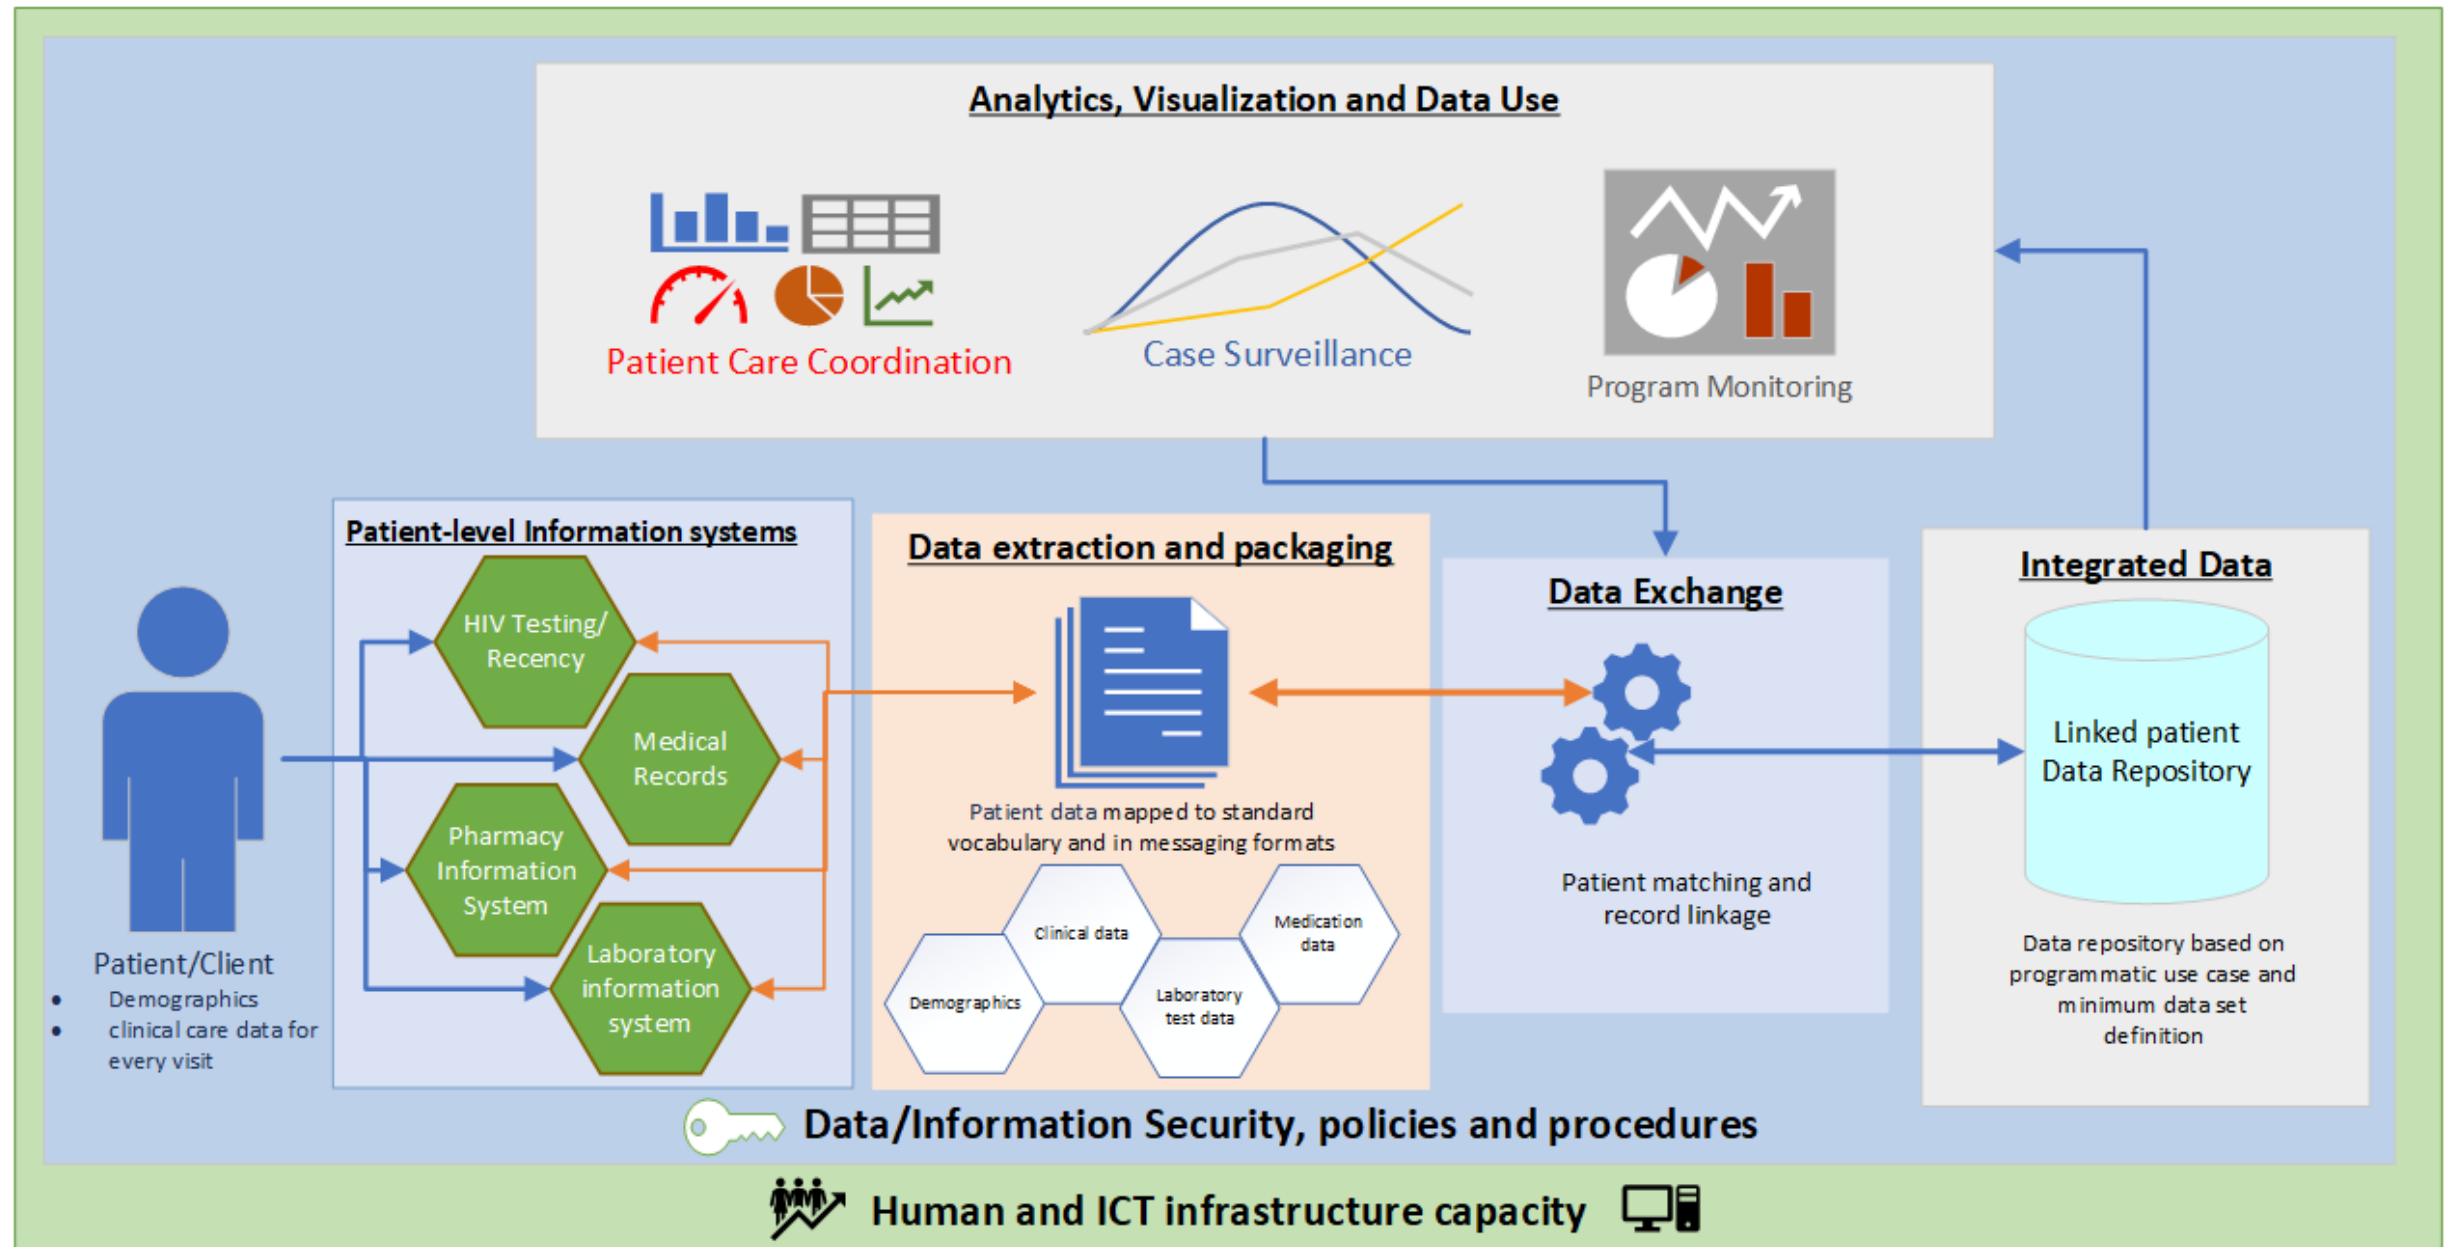 Analytics, Visualization and Data Use
Patient Care Coordination
Case Surveillance
Program Monitoring
Patient/Client
• Demographics
• clinical care data for
every visit
Patient-level Information systems
HIV Testing/
Recency
Medical
Records
Pharmacy
Information
System
Laboratory
information
system
Data extraction and packaging
Patient data mapped to standard
vocabulary and in messaging formats
Demographics
Clinical data
Laboratory
test data
Medication
data
Data Exchange
Patient matching and
record linkage
Integrated Data
Linked patient
Data Repository
Data repository based on
programmatic use case and
minimum data set
definition
Data/Information Security, policies and procedures
Human and ICT infrastructure capacity